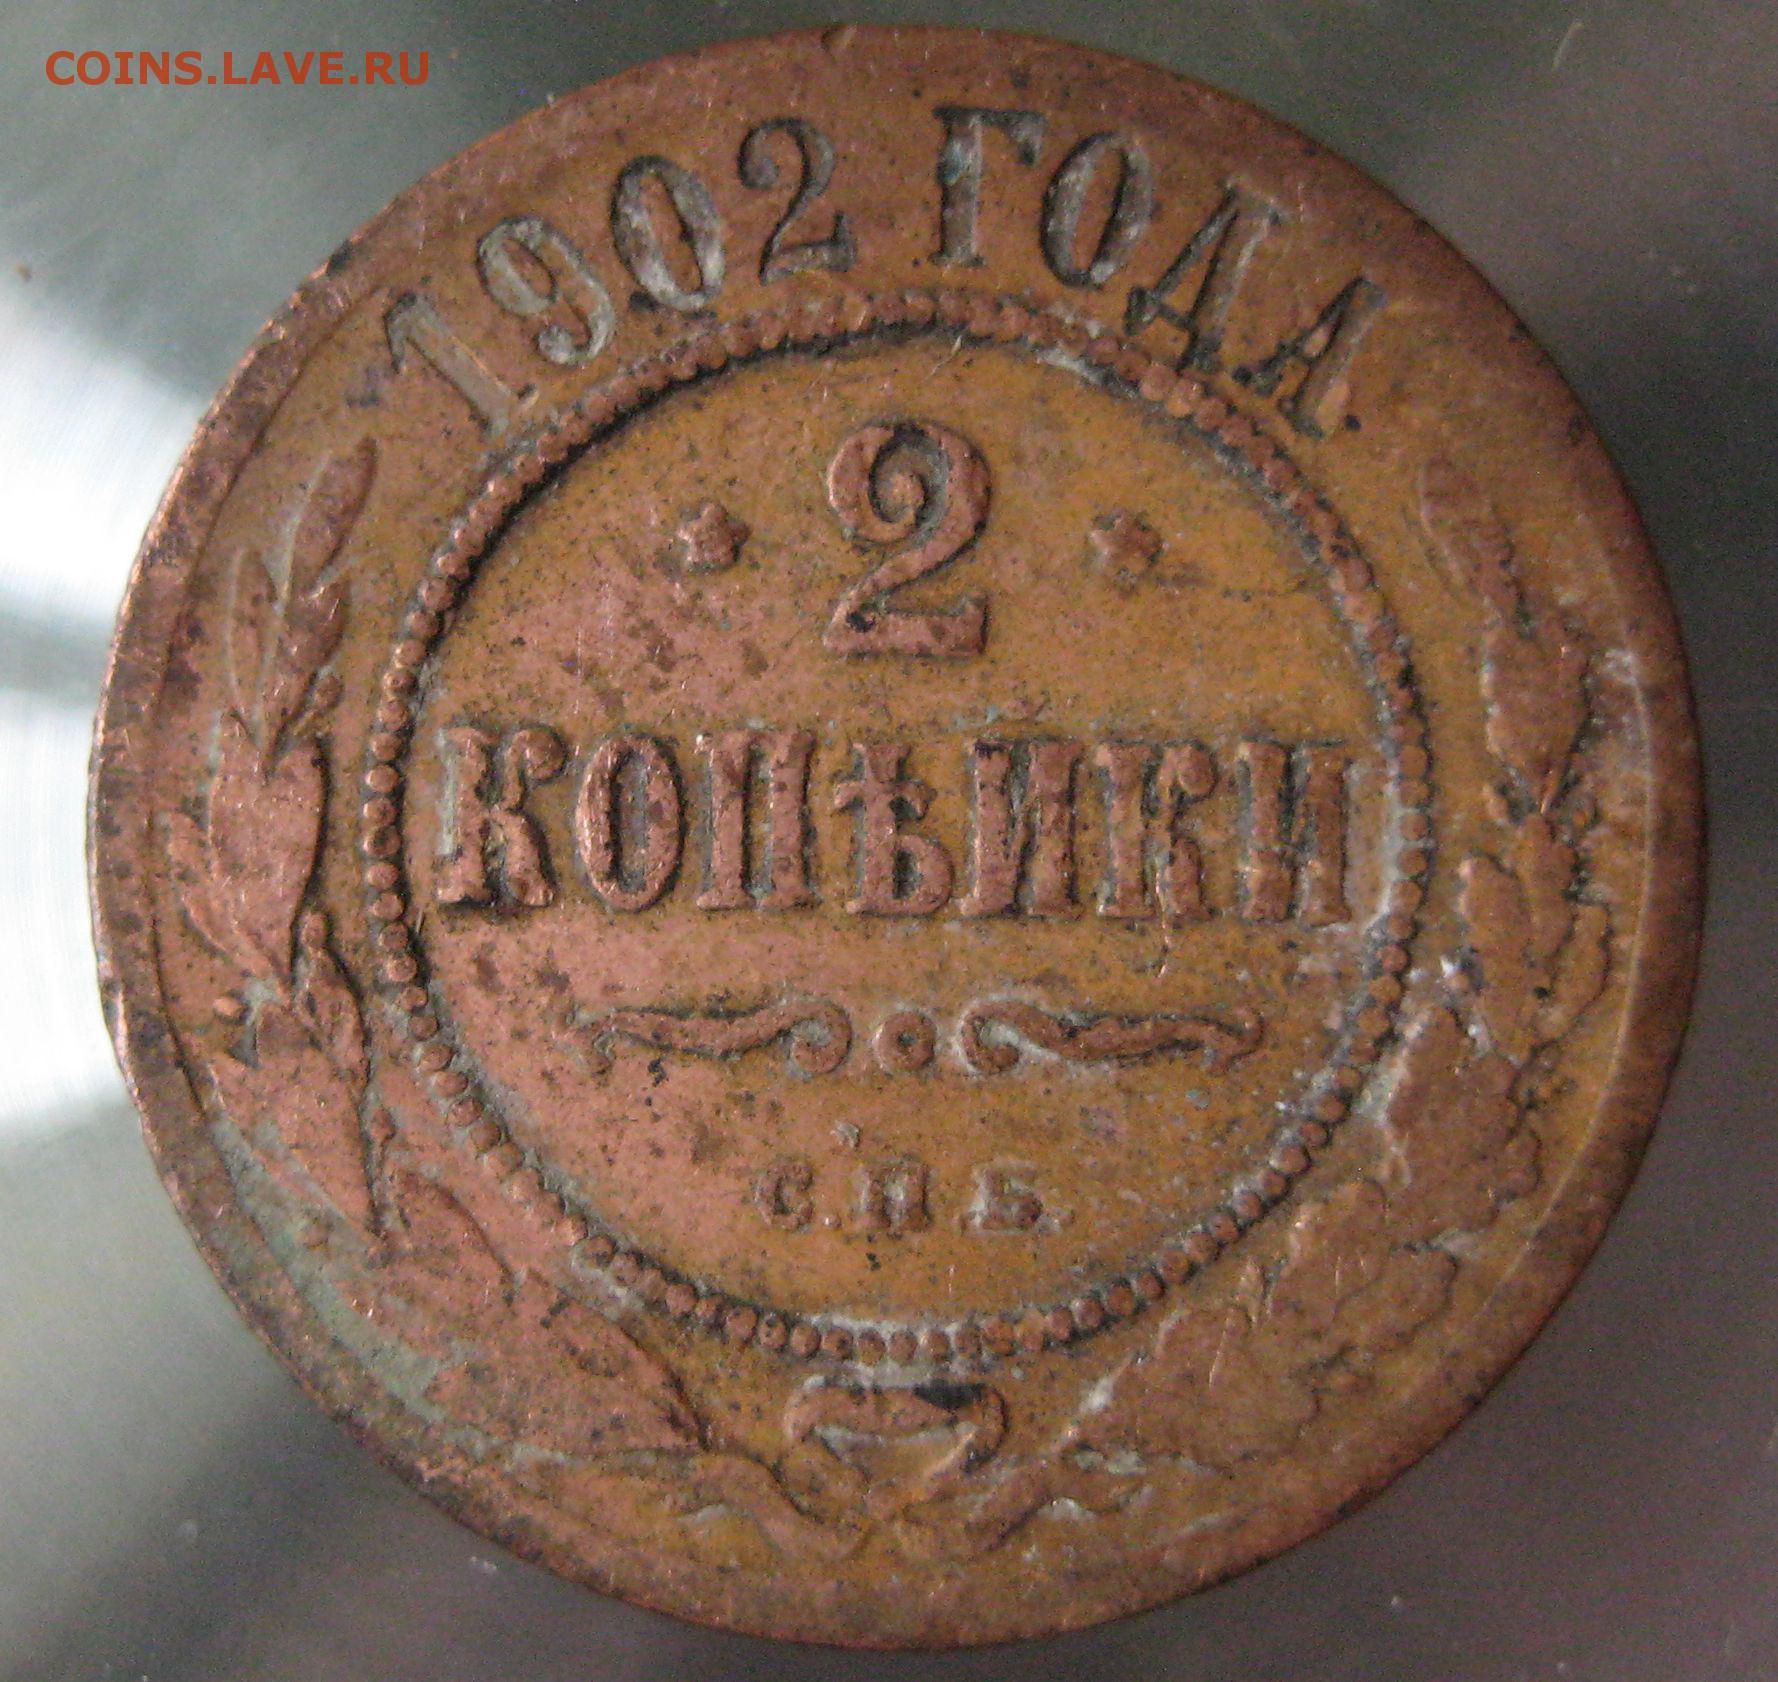 COINS.LAVE.RU
1902 ГОДА.
2
КОПѢЙКИ
С.П.Б.